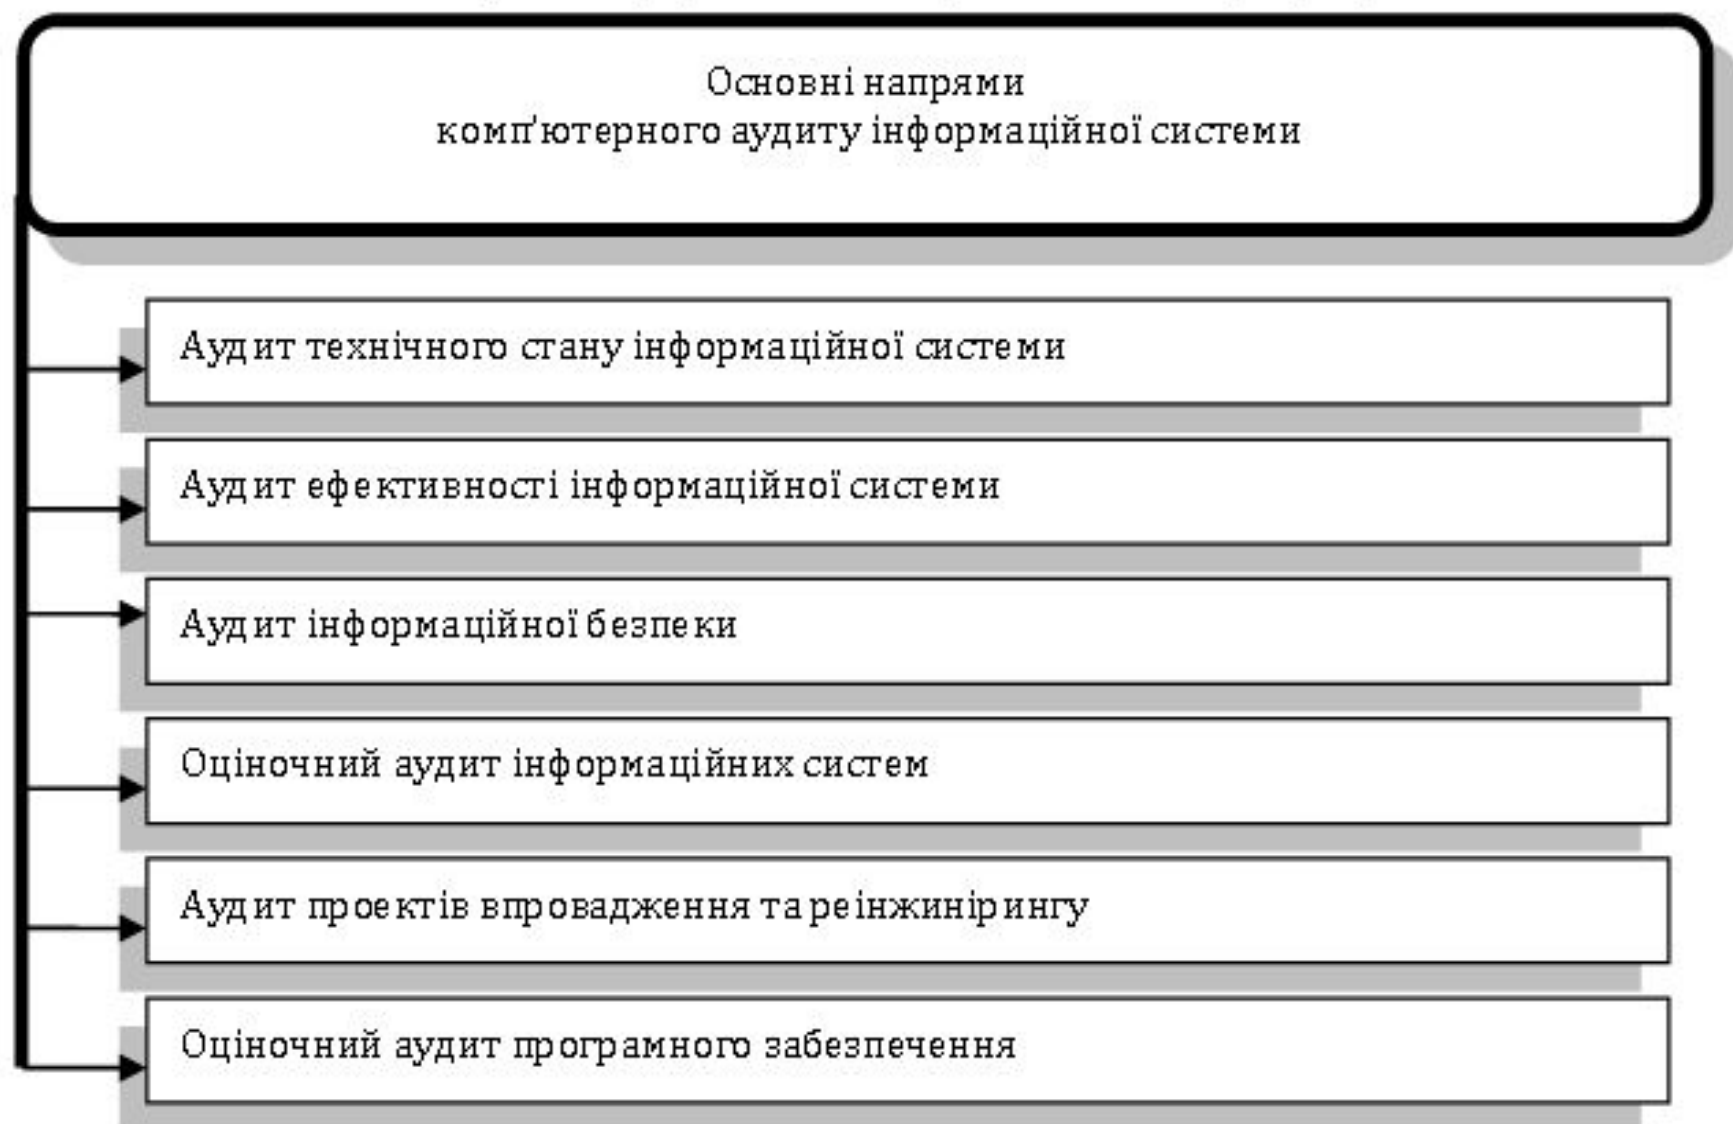 Основні напрями
комп'ютерного аудиту інформаційної системи
Аудит технічного стану інформаційної системи
Аудит ефективності інформаційної системи
Аудит інформаційної безпеки
Оціночний аудит інформаційних систем
Аудит проектів впровадження та реінжинірингу
Оціночний аудит програмного забезпечення